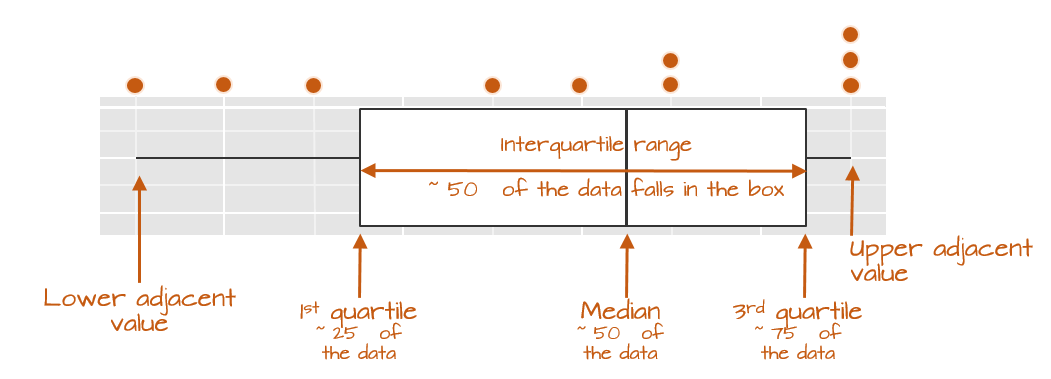 Interquartile range
~ 50 of the data falls in the box
Upper adjacent
value
Lower adjacent
value
1st quartile
~ 25 of
the data
Median
~ 50 of
the data
3rd quartile
~ 75 of
the data